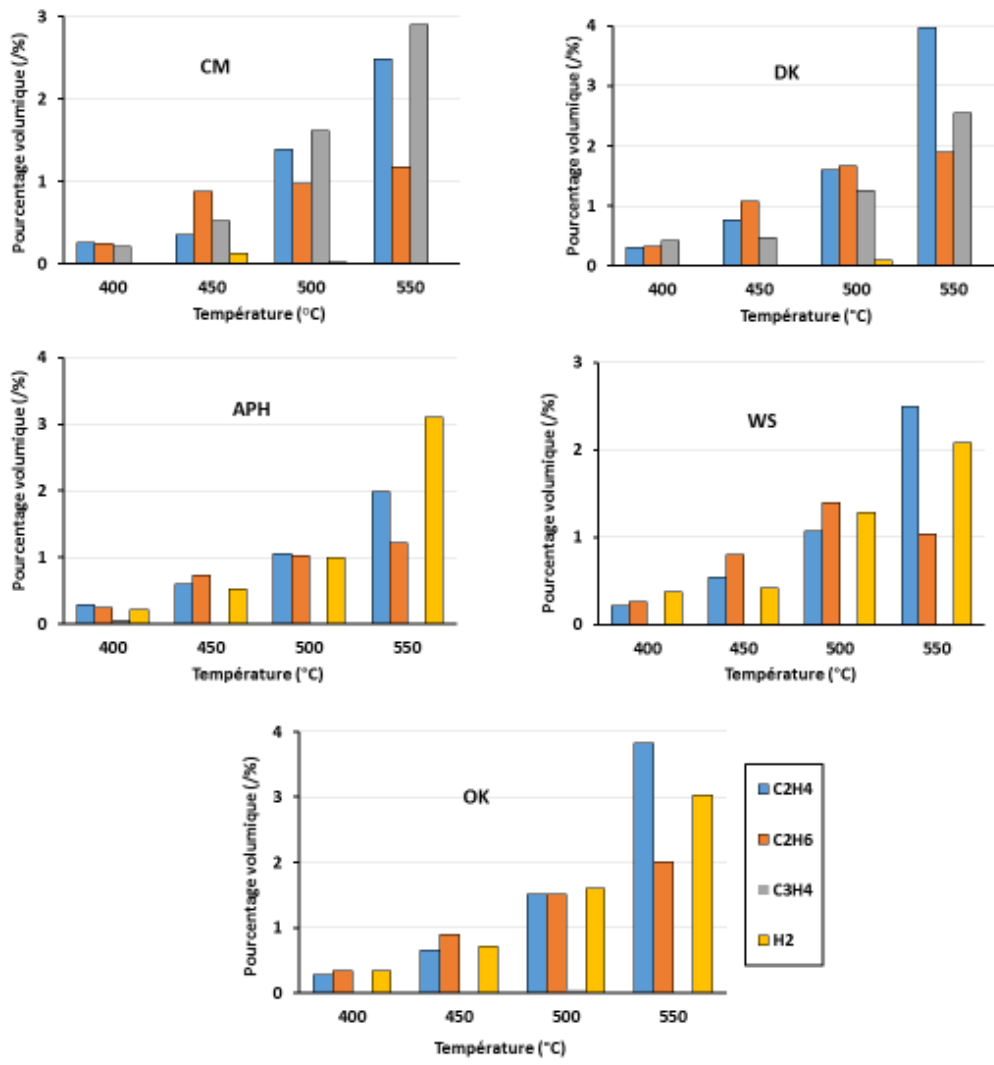 CM
Pourcentage volumique (/%)
3
2
1
0
400 450 500 550
Température (°C)
DK
Pourcentage volumique (/%)
4
3
2
1
0
400 450 500 550
Température (°C)
APH
Pourcentage volumique (/%)
4
3
2
1
0
400 450 500 550
Température (°C)
WS
Pourcentage volumique (/%)
3
2
1
0
400 450 500 550
Température (°C)
OK
Pourcentage volumique (/%)
4
3
2
1
0
400 450 500 550
Température (°C)
C2H4
C2H6
C3H4
H2